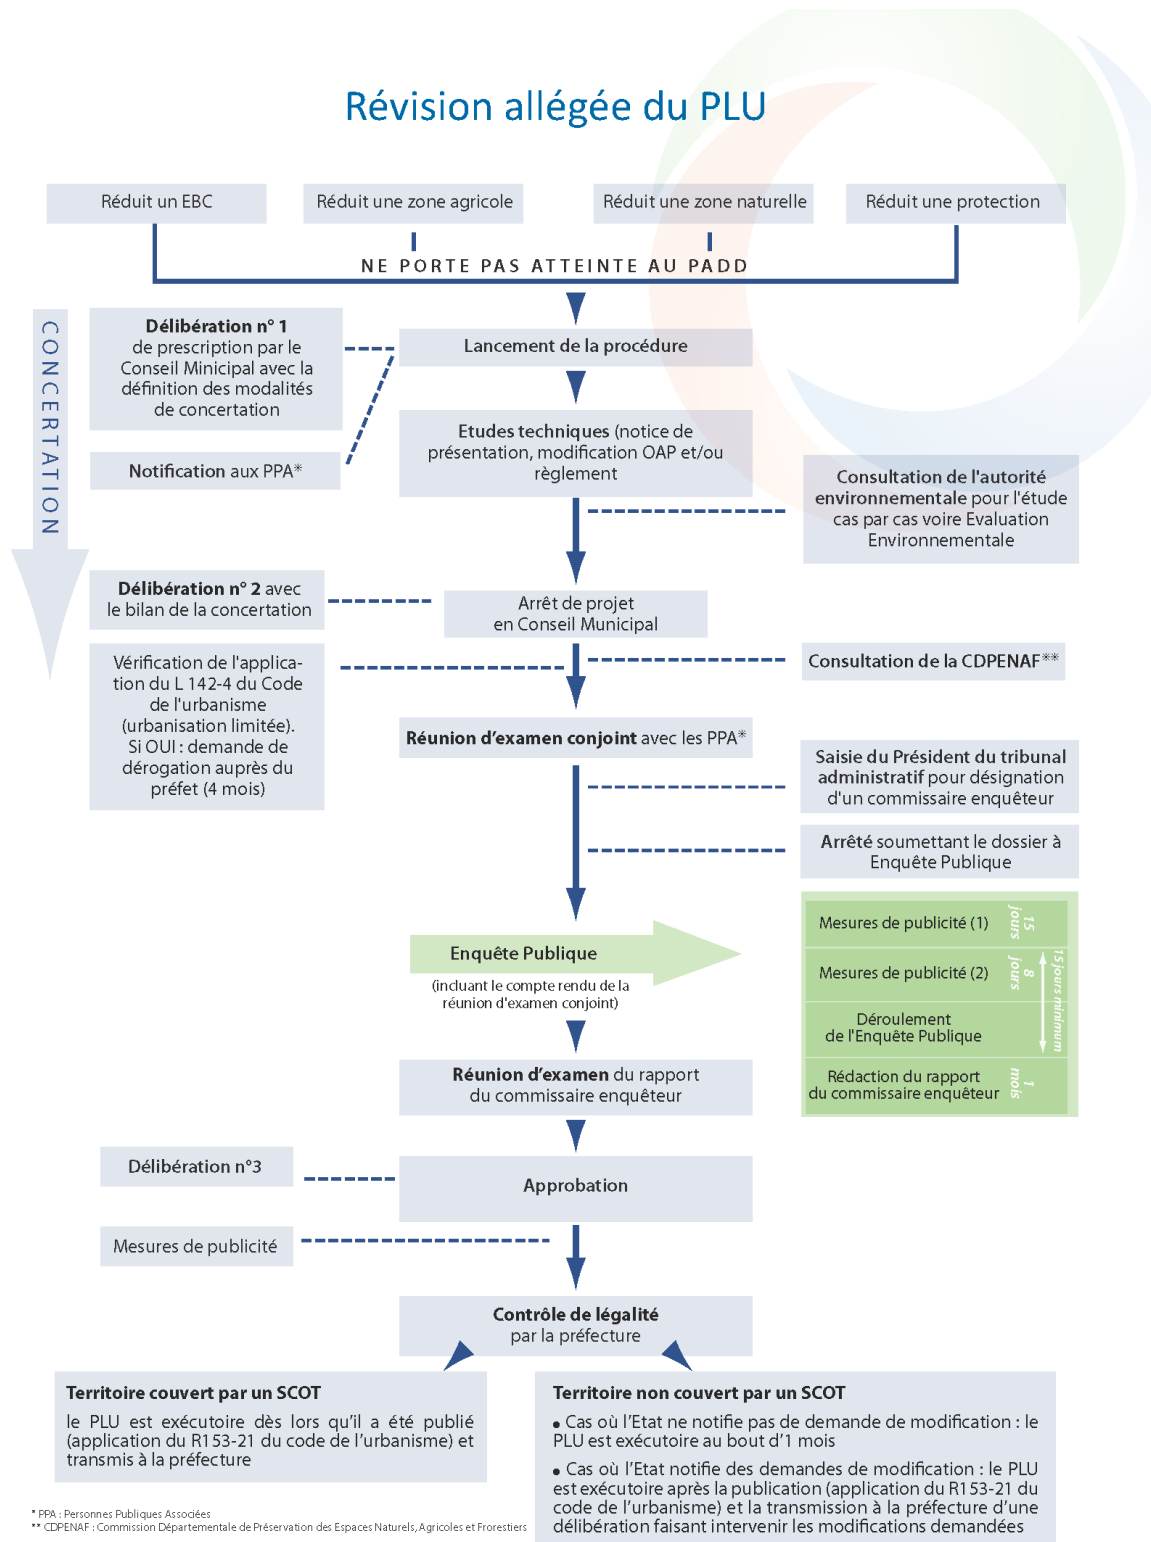 Révision allégée du PLU
Réduit un EBC
Réduit une zone agricole
Réduit une zone naturelle
Réduit une protection
NE PORTE PAS ATTEINTE AU PADD
CONCERTATION
Délibération n° 1
de prescription par le
Conseil Minicipal avec la
définition des modalités
de concertation
Lancement de la procédure
Notification aux PPA*
Etudes techniques (notice de
présentation, modification OAP et/ou
règlement
Consultation de l'autorité
environnementale pour l'étude
cas par cas voire Evaluation
Environnementale
Délibération n° 2 avec
le bilan de la concertation
Arrêt de projet
en Conseil Municipal
Vérification de l'applica-
tion du L 142-4 du Code
de l'urbanisme
(urbanisation limitée).
Si OUI : demande de
dérogation auprès du
préfet (4 mois)
Consultation de la CDPENAF**
Réunion d'examen conjoint avec les PPA*
Saisie du Président du tribunal
administratif pour désignation
d'un commissaire enquêteur
Arrêté soumettant le dossier à
Enquête Publique
Enquête Publique
(incluant le compte rendu de la
réunion d'examen conjoint)
Mesures de publicité (1)
15
jours
Mesures de publicité (2)
8
jours
15 jours minimum
Déroulement
de l'Enquête Publique
Rédaction du rapport
du commissaire enquêteur
1
mois
Réunion d'examen du rapport
du commissaire enquêteur
Délibération n°3
Approbation
Mesures de publicité
Contrôle de légalité
par la préfecture
Territoire couvert par un SCOT
le PLU est exécutoire dès lors qu'il a été publié
(application du R153-21 du code de l'urbanisme) et
transmis à la préfecture
Territoire non couvert par un SCOT
• Cas où l'Etat ne notifie pas de demande de modification : le
PLU est exécutoire au bout d'1 mois
• Cas où l'Etat notifie des demandes de modification : le PLU
est exécutoire après la publication (application du R153-21 du
code de l'urbanisme) et la transmission à la préfecture d'une
délibération faisant intervenir les modifications demandées
* PPA : Personnes Publiques Associées
** CDPENAF : Commission Départementale de Préservation des Espaces Naturels, Agricoles et Frorestiers